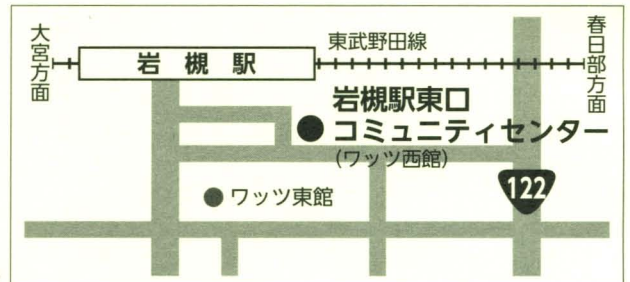 大宮方面
岩槻駅
東武野田線
春日部方面
岩槻駅東口
コミュニティセンター
(ワッツ西館)
ワッツ東館
122